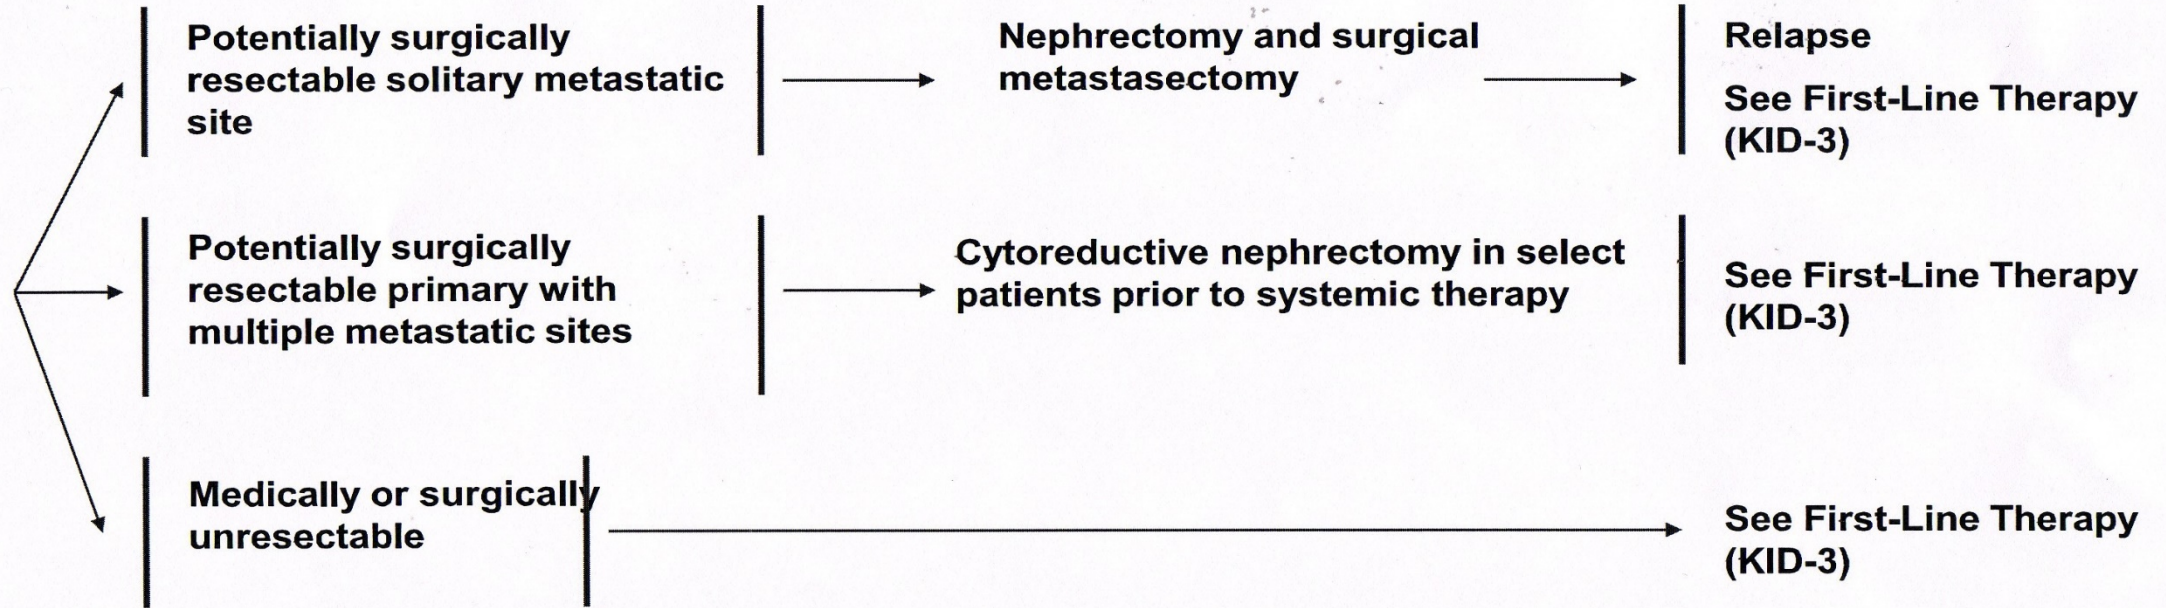 Potentially surgically
resectable solitary metastatic
site
Nephrectomy and surgical
metastasectomy
Relapse
See First-Line Therapy
(KID-3)
Potentially surgically
resectable primary with
multiple metastatic sites
Cytoreductive nephrectomy in select
patients prior to systemic therapy
See First-Line Therapy
(KID-3)
Medically or surgically
unresectable
See First-Line Therapy
(KID-3)